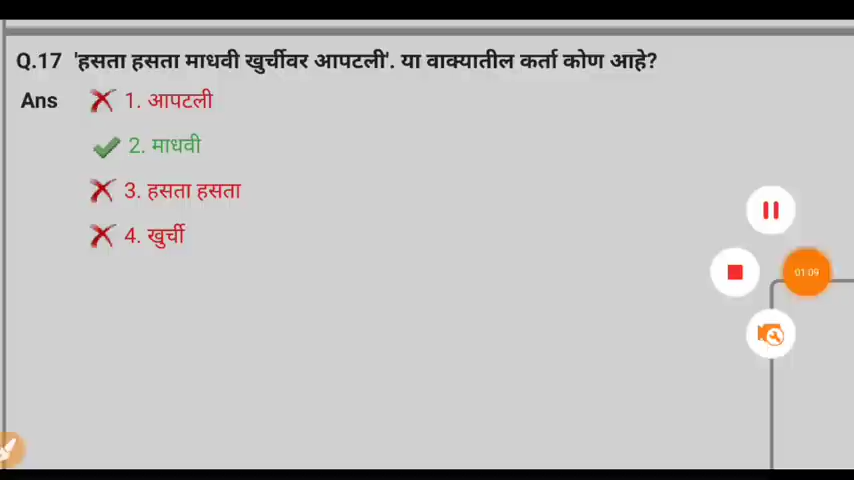 Q.17 'हसता हसता माधवी खुर्चीवर आपटली'. या वाक्यातील कर्ता कोण आहे?
Ans 1. आपटली
2. माधवी
3. हसता हसता
4. खुर्ची
01:09